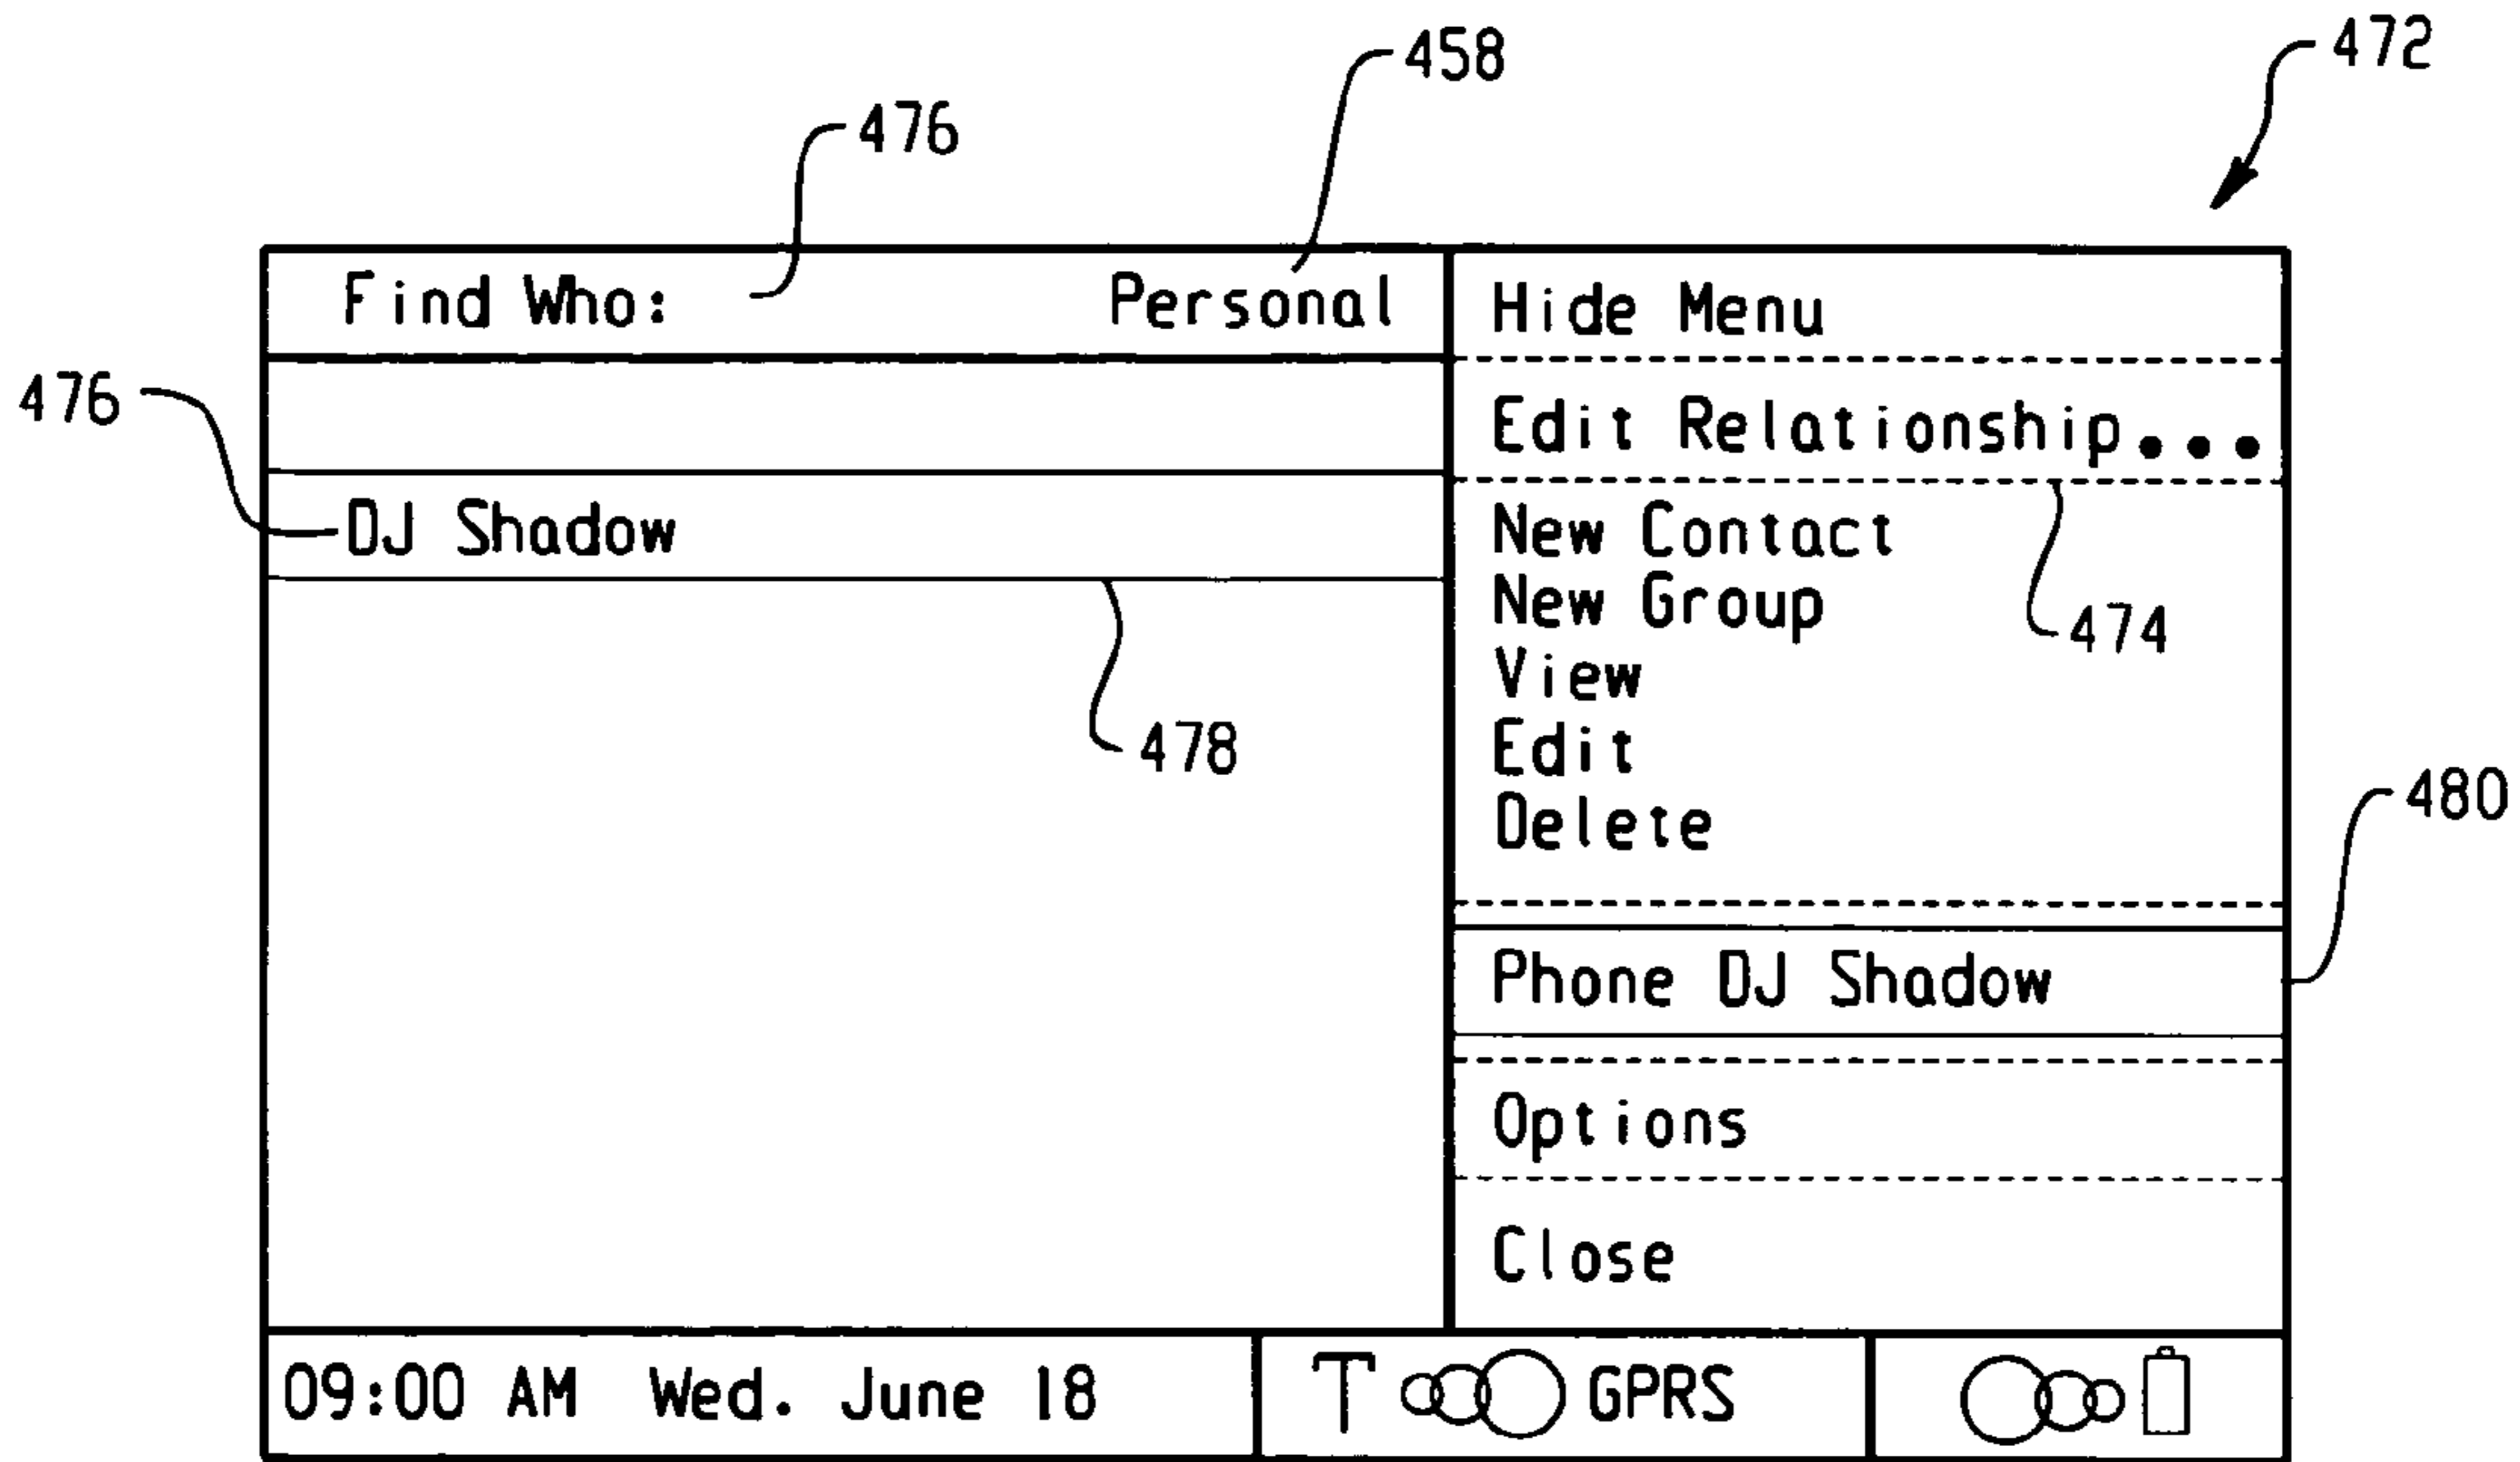 458
472
476
Find Who: Personal
476
DJ Shadow
478
Hide Menu
Edit Relationship...
New Contact
New Group
View
Edit
Delete
474
Phone DJ Shadow
480
Options
Close
09:00 AM Wed. June 18
GPRS